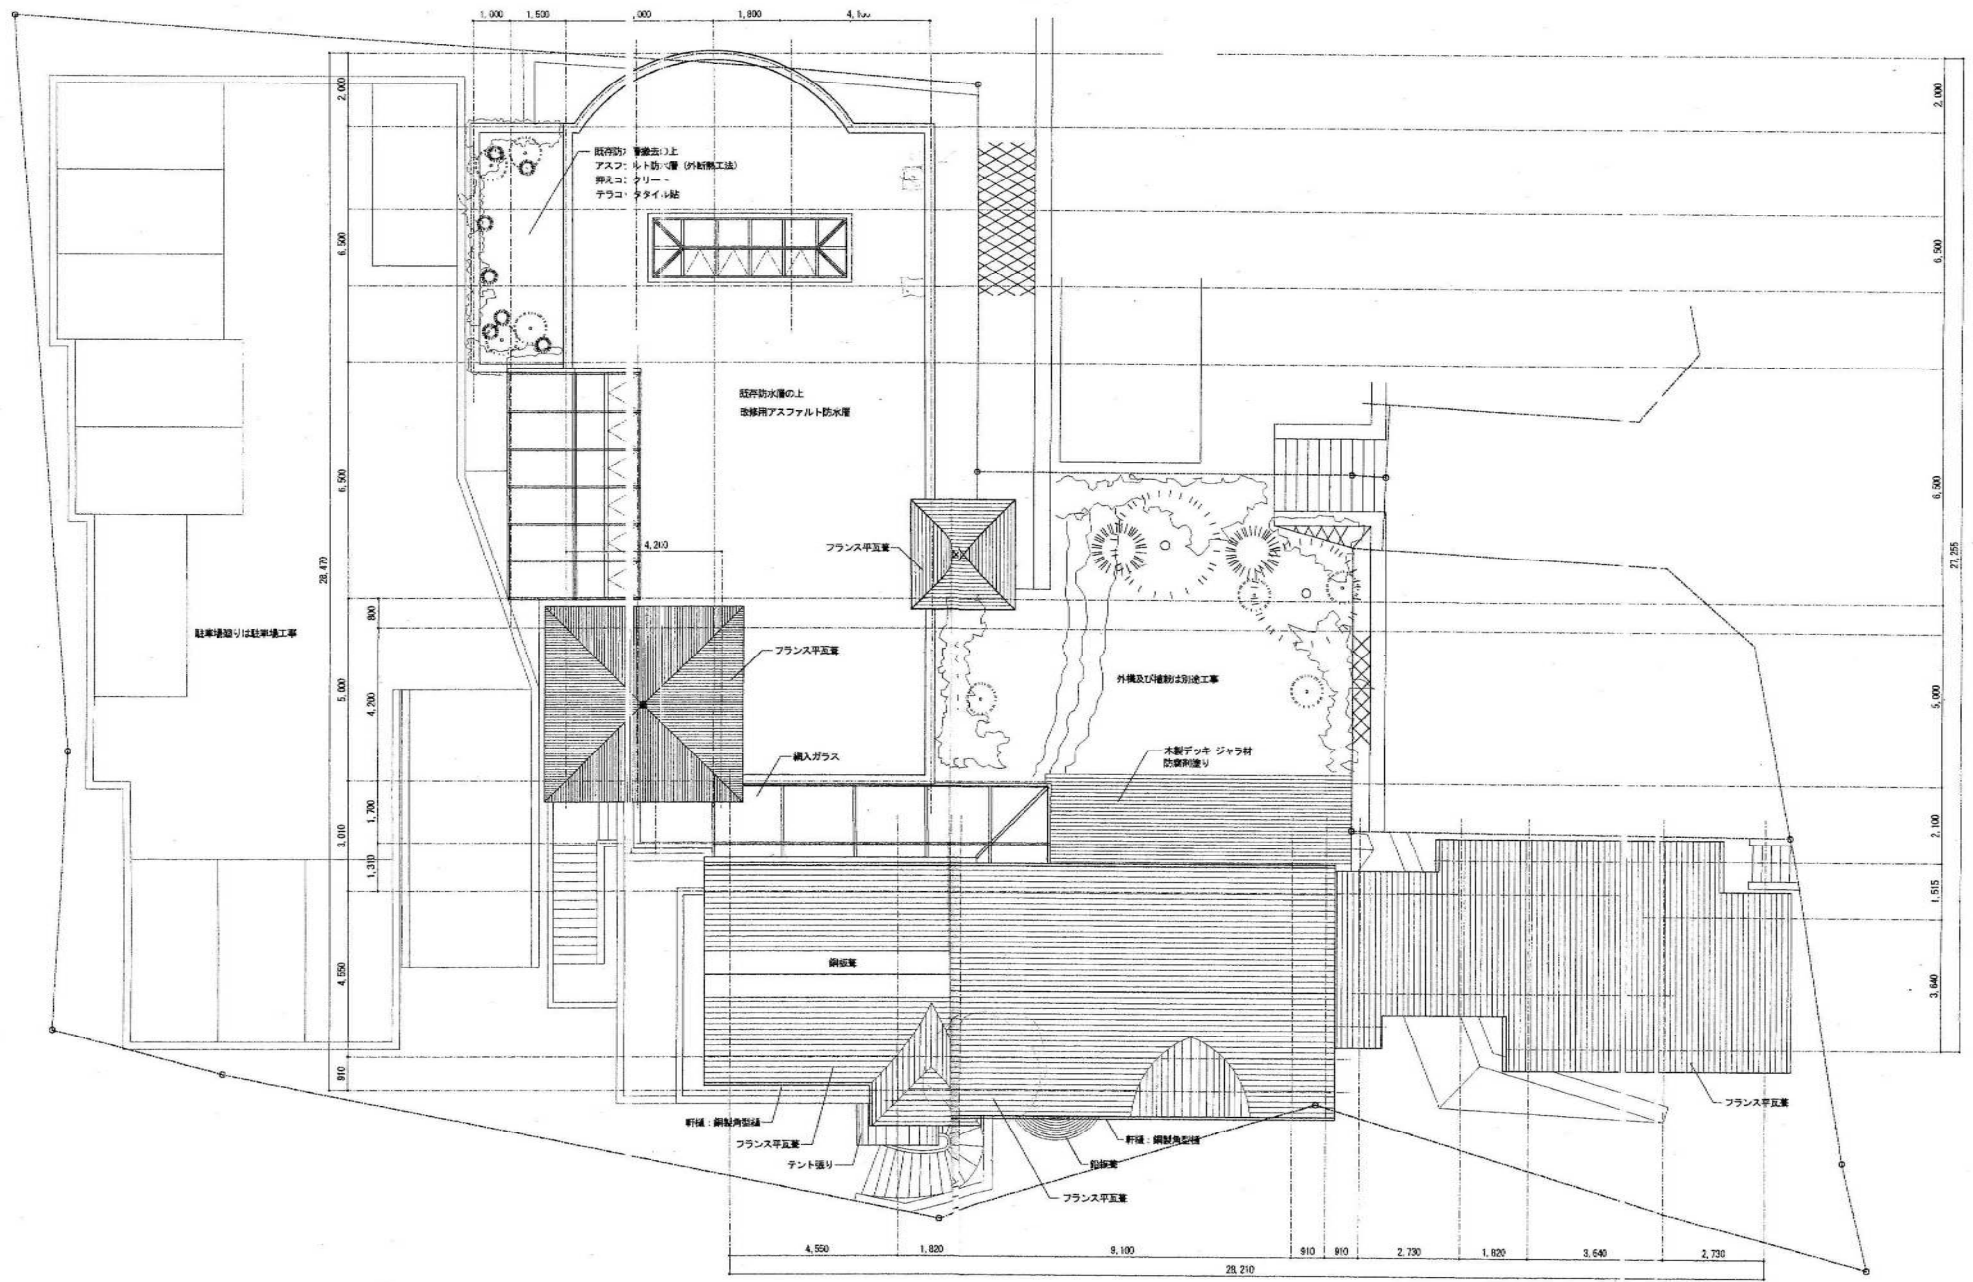 1,000
1,500
,000
1,800
2,000
2,000
テラコ タタイル貼
6,500
6,500
既存防水層の上
改修用アスファルト防水層
6,500
6,500
4,200
フランス平瓦葺
28,470
27,255
800
駐車場廻りは駐車場工事
フランス平瓦葺
外構及び植栽は別途工事
5,000
4,200
5,000
網入ガラス
木製デッキ ジャラ材
防腐剤塗り
1,700
3,010
1,310
2,100
1,515
銅板葺
4,550
3,640
910
軒樋：銅製角型樋
フランス平瓦葺
テント張り
軒樋：銅製角型樋
鉛板葺
フランス平瓦葺
フランス平瓦葺
4,550
1,820
9,100
910
910
2,730
1,820
3,640
2,730
28,210